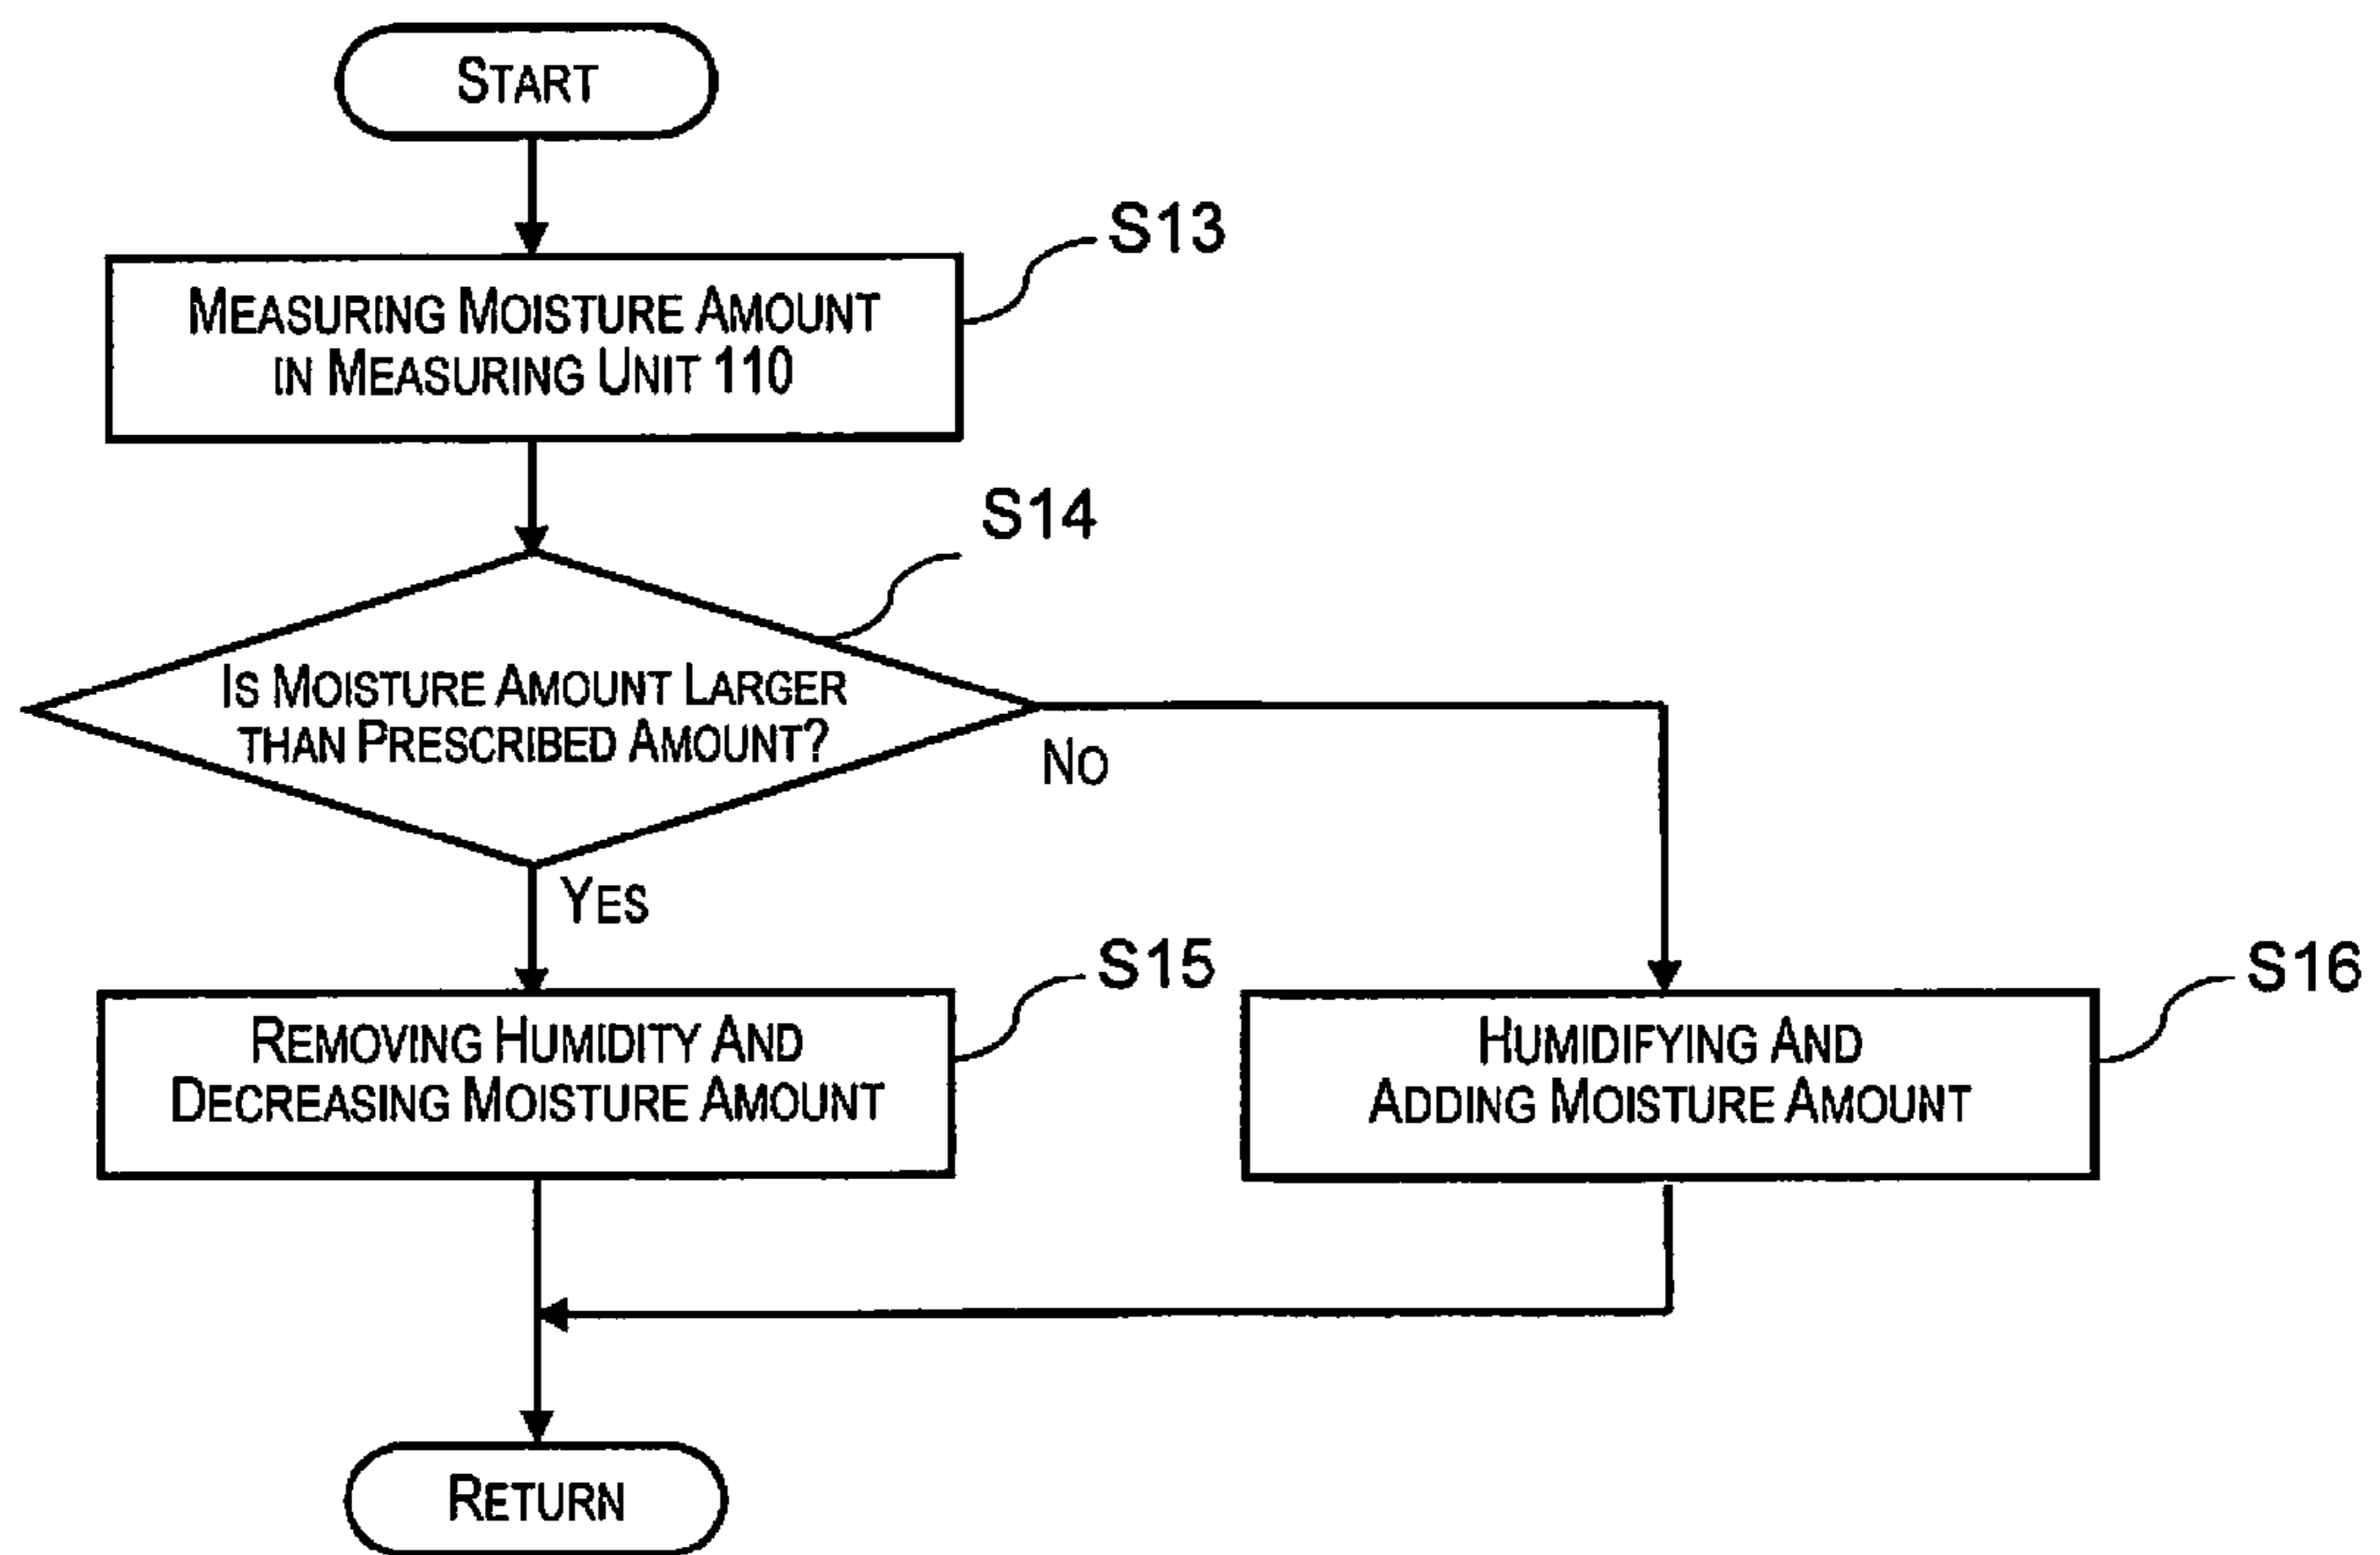 START
S13
MEASURING MOISTURE AMOUNT
IN MEASURING UNIT 110
S14
IS MOISTURE AMOUNT LARGER
THAN PRESCRIBED AMOUNT?
NO
YES
S15
REMOVING HUMIDITY AND
DECREASING MOISTURE AMOUNT
S16
HUMIDIFYING AND
ADDING MOISTURE AMOUNT
RETURN